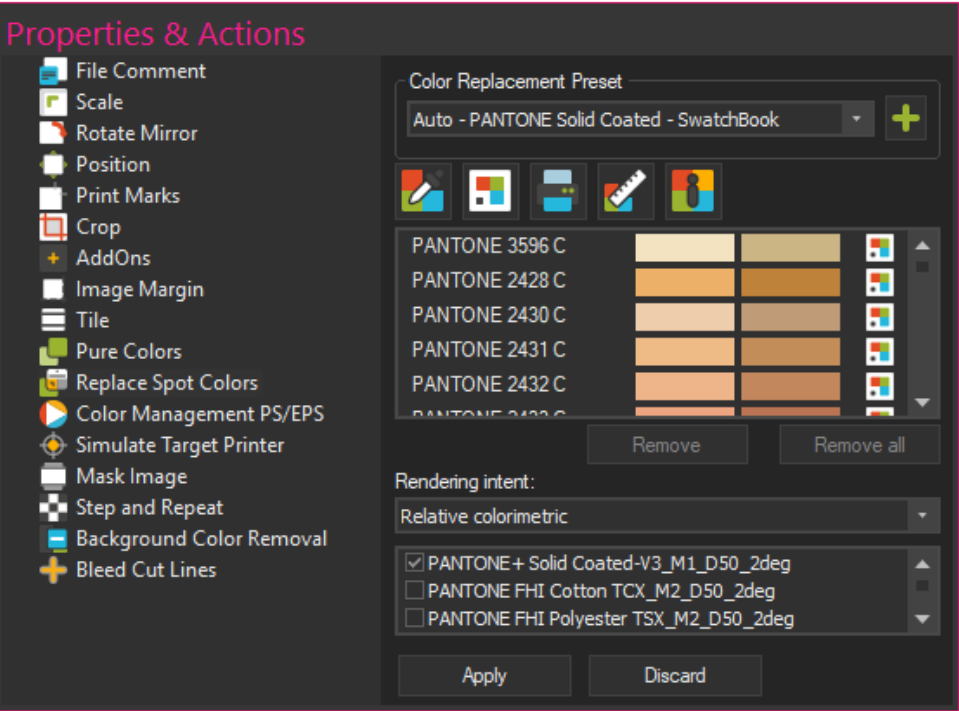 Properties & Actions
File Comment
Scale
Rotate Mirror
Position
Print Marks
Crop
AddOns
Image Margin
Tile
Pure Colors
Replace Spot Colors
Color Management PS/EPS
Simulate Target Printer
Mask Image
Step and Repeat
Background Color Removal
Bleed Cut Lines
Color Replacement Preset
Auto - PANTONE Solid Coated - SwatchBook
PANTONE 3596 C
PANTONE 2428 C
PANTONE 2430 C
PANTONE 2431 C
PANTONE 2432 C
PANTONE 2433 C
Remove Remove all
Rendering intent:
Relative colorimetric
PANTONE+ Solid Coated-V3_M1_D50_2deg
PANTONE FHI Cotton TCX_M2_D50_2deg
PANTONE FHI Polyester TSX_M2_D50_2deg
Apply Discard